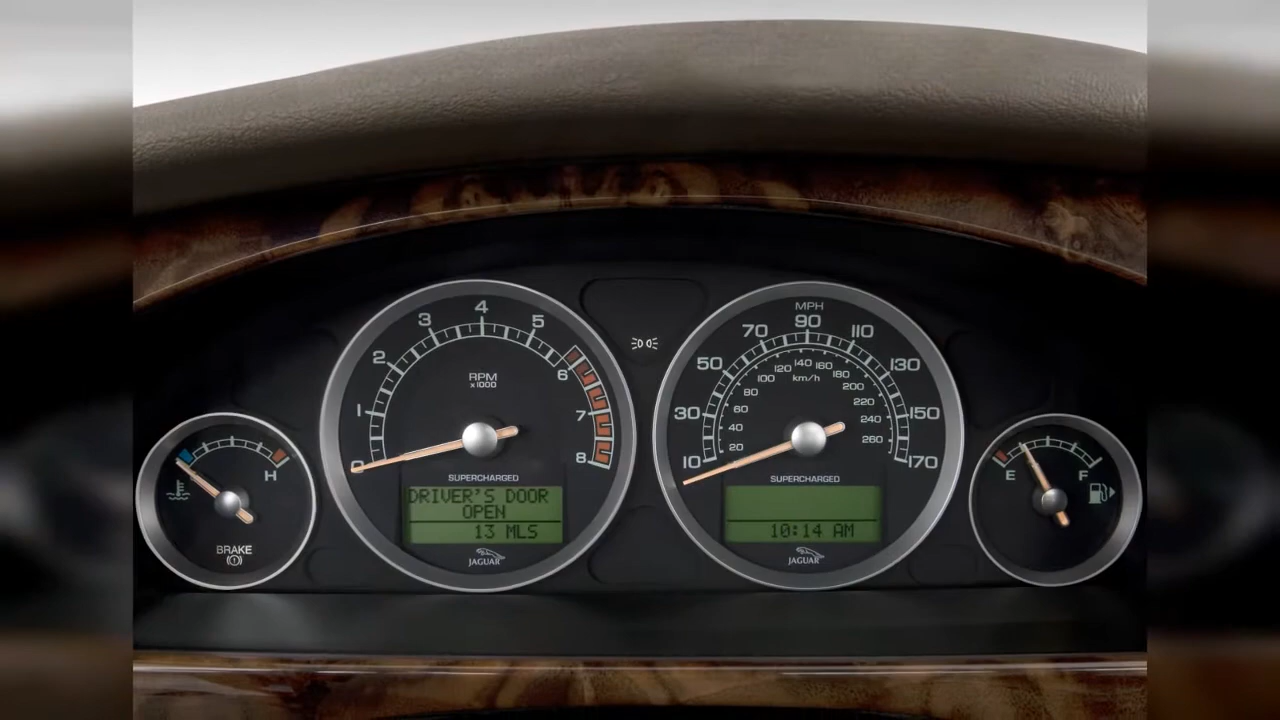 H
BRAKE
0
1
2
3
4
5
6
7
8
RPM
x1000
SUPERCHARGED
DRIVER'S DOOR
OPEN
13 MLS
JAGUAR
MPH
10
30
50
70
90
110
130
150
170
20
40
60
80
100
120
140
160
180
200
220
240
260
km/h
SUPERCHARGED
10:14 AM
JAGUAR
E
F